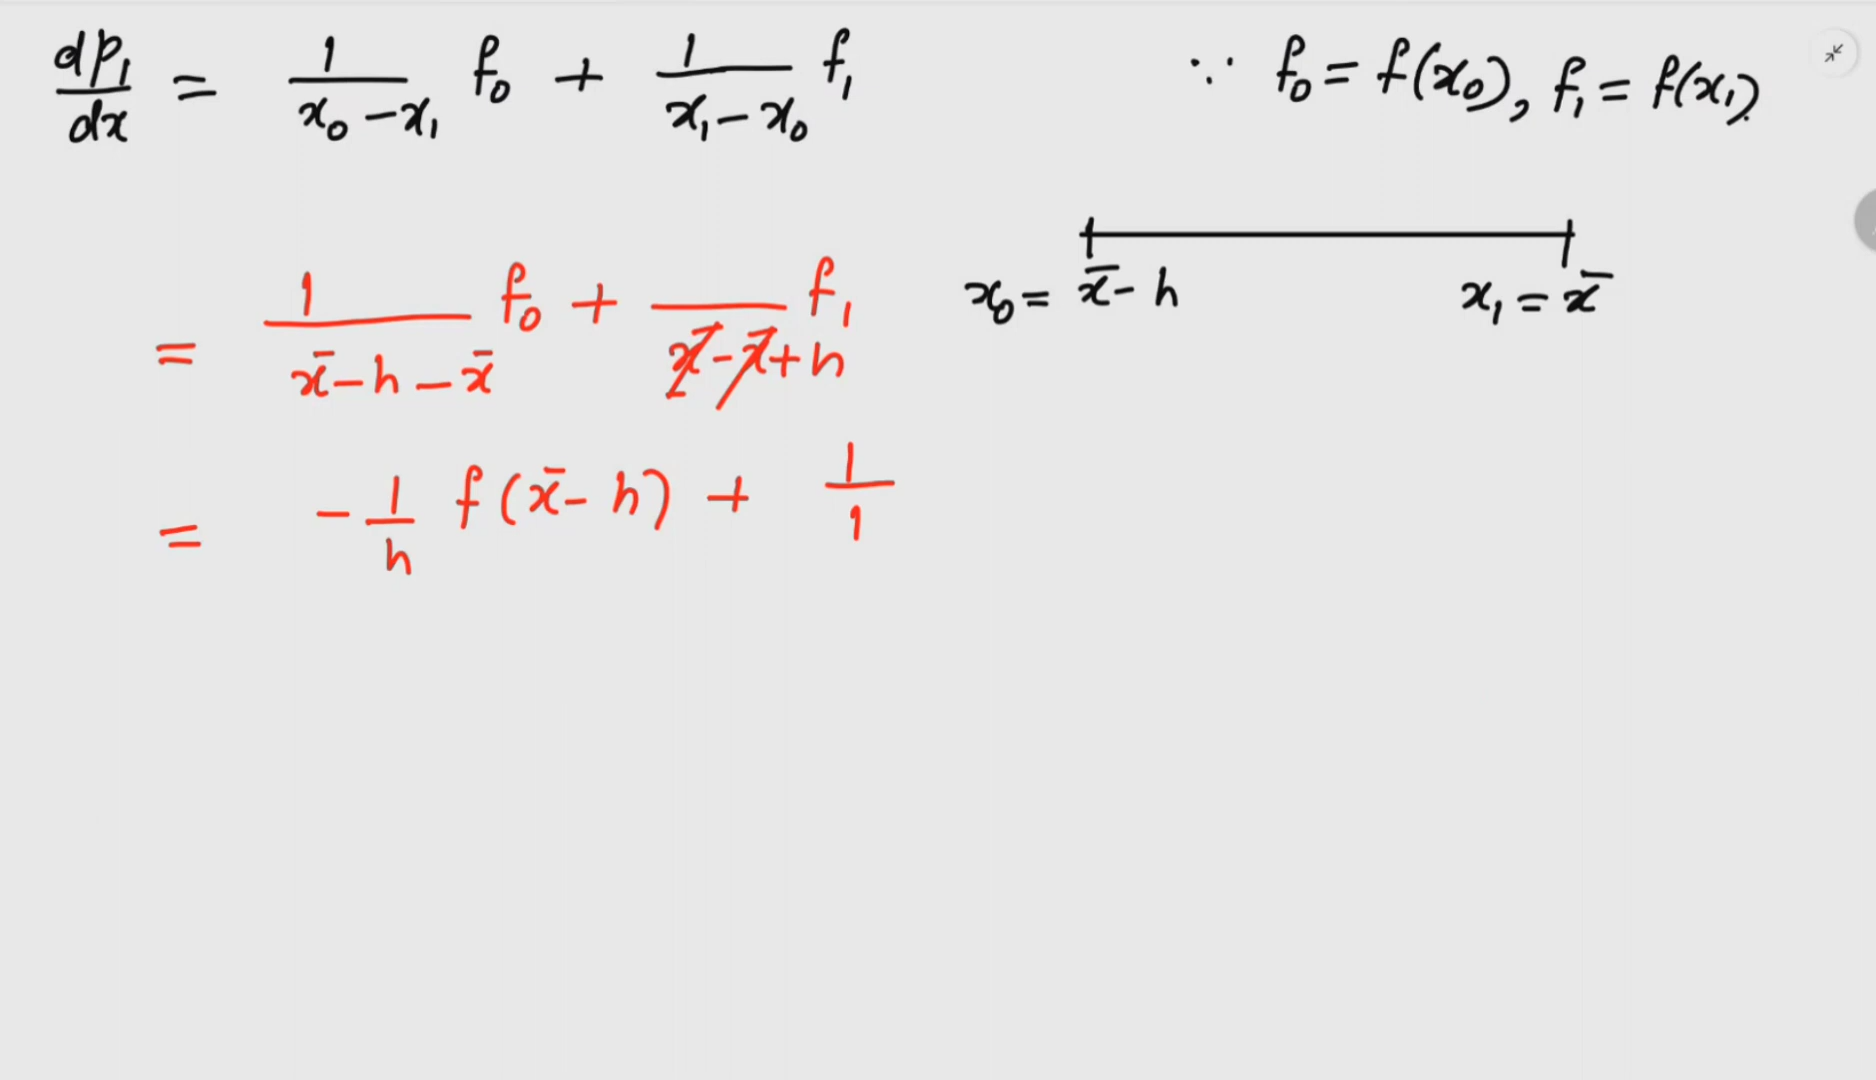 dp₁/dx = 1/(x₀ - x₁) f₀ + 1/(x₁ - x₀) f₁ ∵ f₀ = f(x₀), f₁ = f(x₁).
x₀ = x̄ - h x₁ = x̄
= 1/(x̄ - h - x̄) f₀ + /(x̄ - x̄ + h) f₁
= -1/h f(x̄ - h) + 1/1